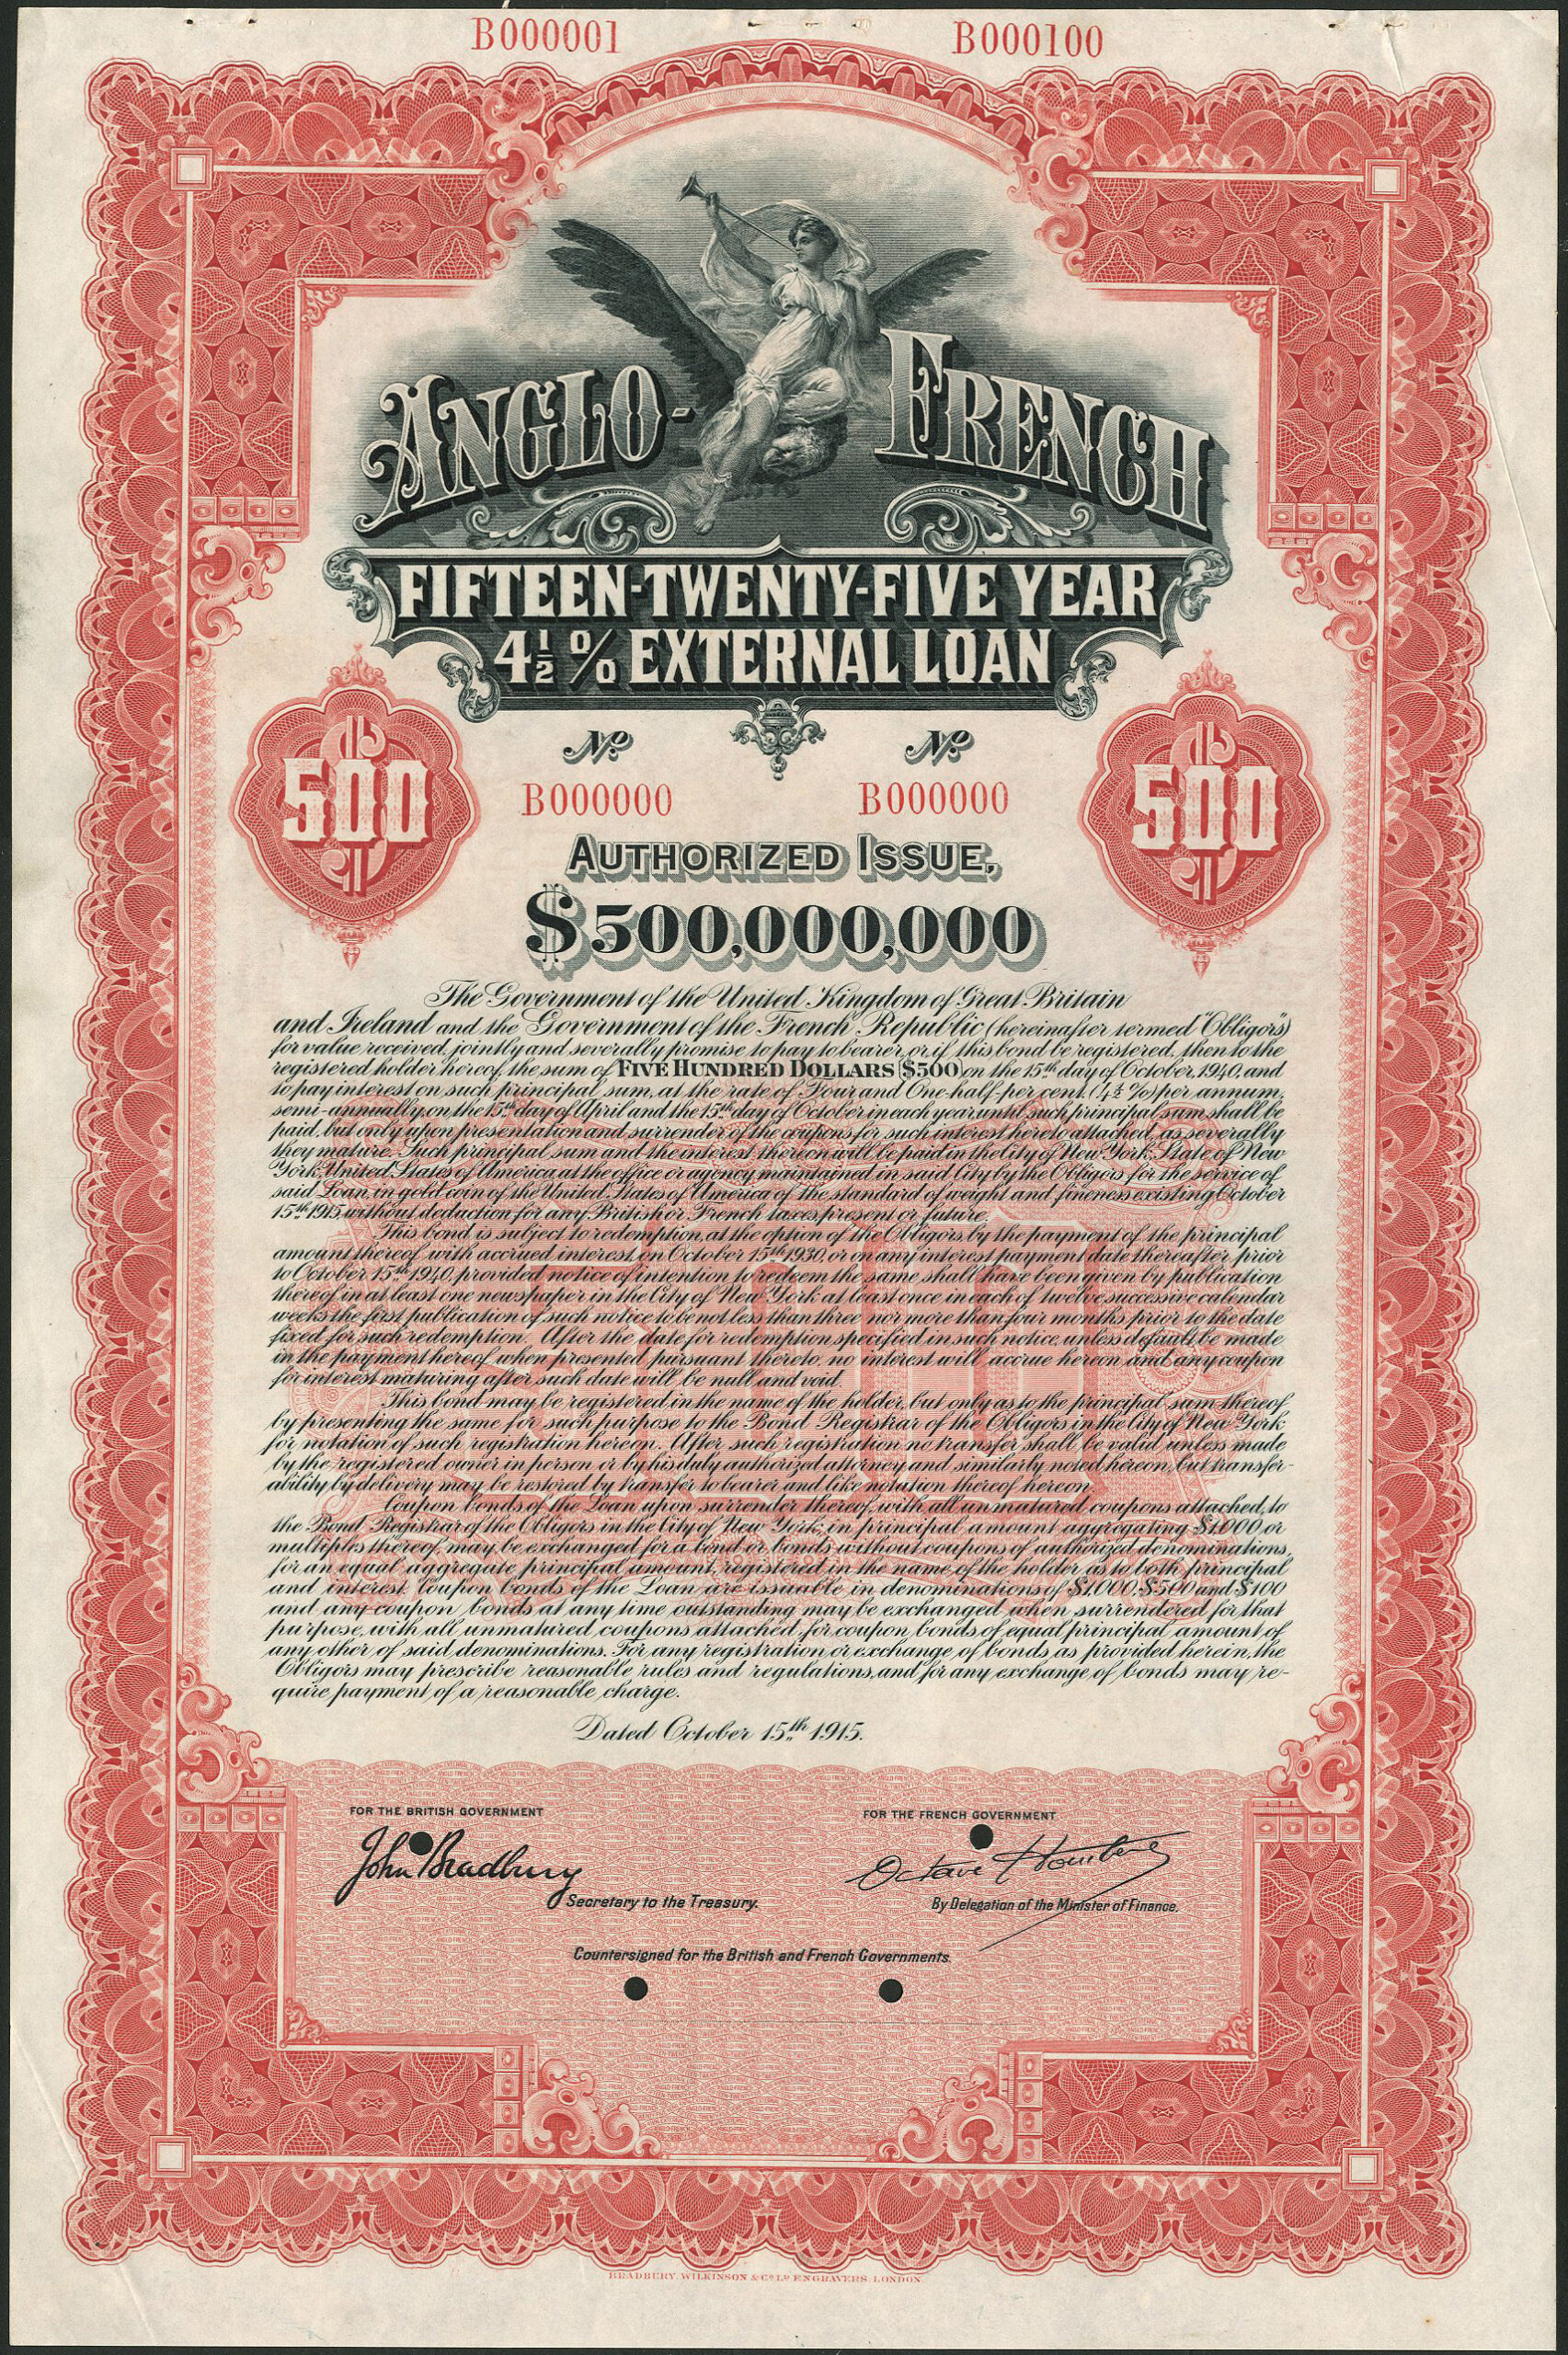 B000001 B000100
ANGLO-FRENCH
FIFTEEN-TWENTY-FIVE YEAR
4½% EXTERNAL LOAN
No No
500 500
B000000 B000000
AUTHORIZED ISSUE,
$500,000,000
The Government of the United Kingdom of Great Britain
and Ireland and the Government of the French Republic (hereinafter termed "Obligors")
for value received, jointly and severally promise to pay to bearer, or, if this bond be registered, then to the
registered holder hereof, the sum of FIVE HUNDRED DOLLARS ($500) on the 15th day of October, 1940, and
to pay interest on such principal sum, at the rate of Four and One-half per cent. (4½%) per annum,
semi-annually, on the 15th day of April and the 15th day of October in each year, until such principal sum shall be
paid, but only upon presentation and surrender of the coupons for such interest hereto attached, as severally
they mature. Such principal sum and the interest thereon will be paid in the City of New York, State of New
York, United States of America, at the office or agency maintained in said City by the Obligors for the service of
said Loan, in gold coin of the United States of America of the standard of weight and fineness existing October
15th 1915, without deduction for any British or French taxes, present or future.
This bond is subject to redemption, at the option of the Obligors, by the payment of the principal
amount thereof with accrued interest, on October 15th 1930, or on any interest payment date thereafter prior
to October 15th 1940, provided notice of intention to redeem the same shall have been given by publication
thereof in at least one newspaper in the City of New York at least once in each of twelve successive calendar
weeks the first publication of such notice to be not less than three nor more than four months prior to the date
fixed for such redemption. After the date for redemption specified in such notice, unless default be made
in the payment hereof when presented pursuant thereto, no interest will accrue hereon and any coupon
for interest maturing after such date will be null and void.
This bond may be registered in the name of the holder, but only as to the principal sum thereof
by presenting the same for such purpose to the Bond Registrar of the Obligors in the City of New York
for notation of such registration hereon. After such registration no transfer shall be valid unless made
by the registered owner in person or by his duly authorized attorney and similarly noted hereon, but transfer-
ability by delivery may be restored by transfer to bearer and like notation thereof hereon.
Coupon bonds of the Loan upon surrender thereof, with all unmatured coupons attached, to
the Bond Registrar of the Obligors in the City of New York, in principal amount aggregating $1,000 or
multiples thereof, may be exchanged for a bond or bonds without coupons of authorized denominations,
for an equal aggregate principal amount, registered in the name of the holder as to both principal
and interest. Coupon bonds of the Loan are issuable in denominations of $1,000, $500 and $100
and any coupon bonds at any time outstanding may be exchanged when surrendered for that
purpose, with all unmatured coupons attached, for coupon bonds of equal principal amount of
any other of said denominations. For any registration or exchange of bonds, as provided herein, the
Obligors may prescribe reasonable rules and regulations, and for any exchange of bonds may re-
quire payment of a reasonable charge.
Dated October 15th 1915.
FOR THE BRITISH GOVERNMENT FOR THE FRENCH GOVERNMENT
John Bradbury Octave Homberg
Secretary to the Treasury. By Delegation of the Minister of Finance.
Countersigned for the British and French Governments.
BRADBURY, WILKINSON & Co. Ld. ENGRAVERS, LONDON.